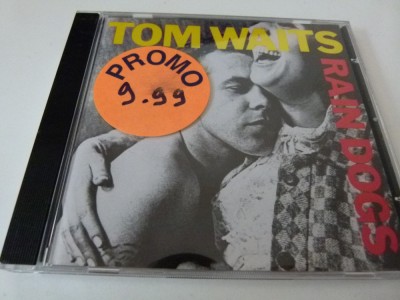 TOM WAITS
RAIN DOGS
PROMO
9.99